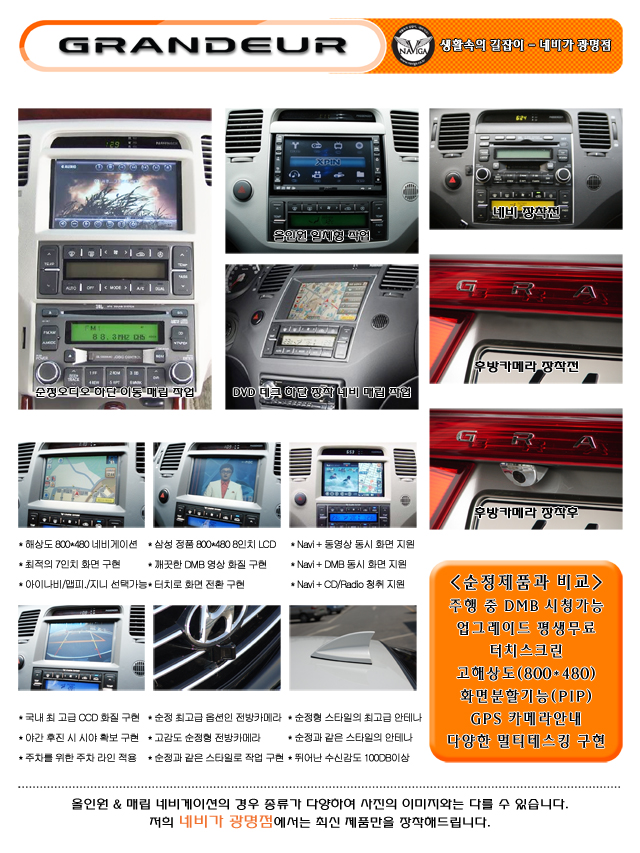 GRANDEUR
NAVIGA
생활속의 길잡이 - 네비가 광명점
순정오디오 하단 이동 매립 작업
XPIN
올인원 일체형 작업
DVD 데크 하단 장착 네비 매립 작업
네비 장착전
G R A
후방카메라 장착전
G R A
후방카메라 장착후
* 해상도 800*480 네비게이션
* 최적의 7인치 화면 구현
* 아이나비/맵피./지니 선택가능
* 삼성 정품 800*480 8인치 LCD
* 깨끗한 DMB 영상 화질 구현
* 터치로 화면 전환 구현
* Navi + 동영상 동시 화면 지원
* Navi + DMB 동시 화면 지원
* Navi + CD/Radio 청취 지원
* 국내 최 고급 CCD 화질 구현
* 야간 후진 시 시야 확보 구현
* 주차를 위한 주차 라인 적용
* 순정 최고급 옵션인 전방카메라
* 고감도 순정형 전방카메라
* 순정과 같은 스타일로 작업 구현
* 순정형 스타일의 최고급 안테나
* 순정과 같은 스타일의 안테나
* 뛰어난 수신감도 100DB이상
<순정제품과 비교>
주행 중 DMB 시청가능
업그레이드 평생무료
터치스크린
고해상도(800*480)
화면분할기능(PIP)
GPS 카메라안내
다양한 멀티테스킹 구현
올인원 & 매립 네비게이션의 경우 종류가 다양하여 사진의 이미지와는 다를 수 있습니다.
저희 네비가 광명점에서는 최신 제품만을 장착해드립니다.